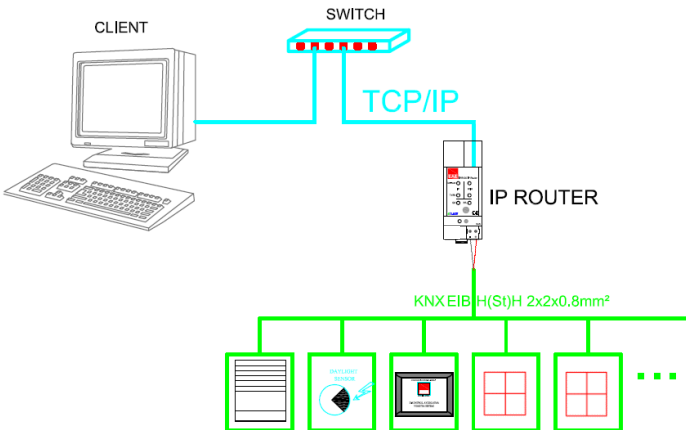 CLIENT
SWITCH
TCP/IP
IP ROUTER
KNX EIB H(St)H 2x2x0.8mm²
DAYLIGHT
SENSOR